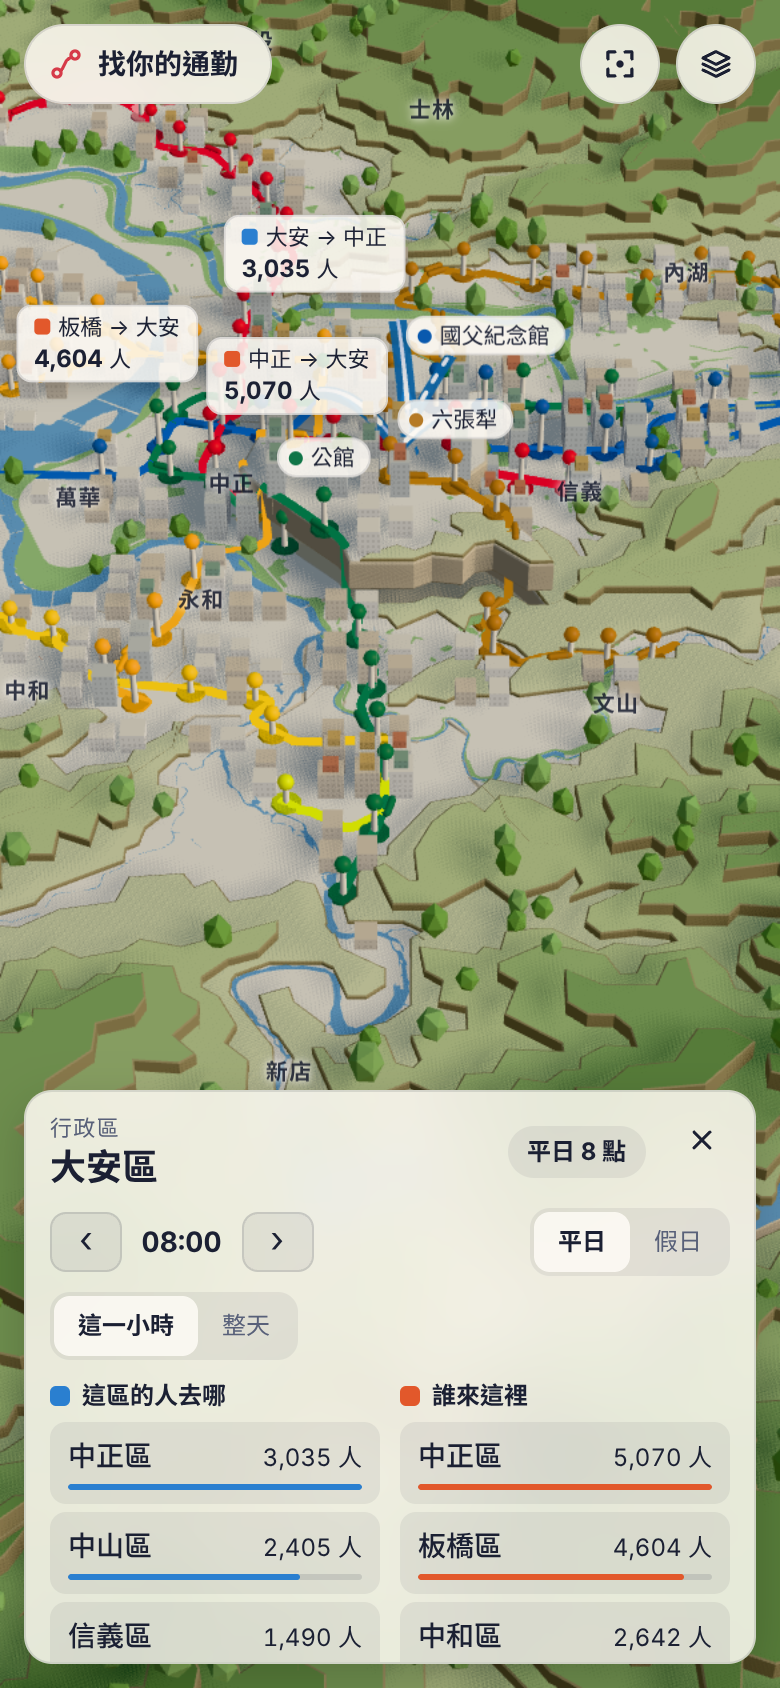 找你的通勤
士林
大安 → 中正
3,035 人
內湖
板橋 → 大安
4,604 人
國父紀念館
中正 → 大安
5,070 人
六張犁
公館
萬華
中正
信義
永和
中和
文山
新店
行政區
大安區
平日 8 點
×
‹ 08:00 ›
平日 假日
這一小時 整天
這區的人去哪
中正區 3,035 人
中山區 2,405 人
信義區 1,490 人
誰來這裡
中正區 5,070 人
板橋區 4,604 人
中和區 2,642 人